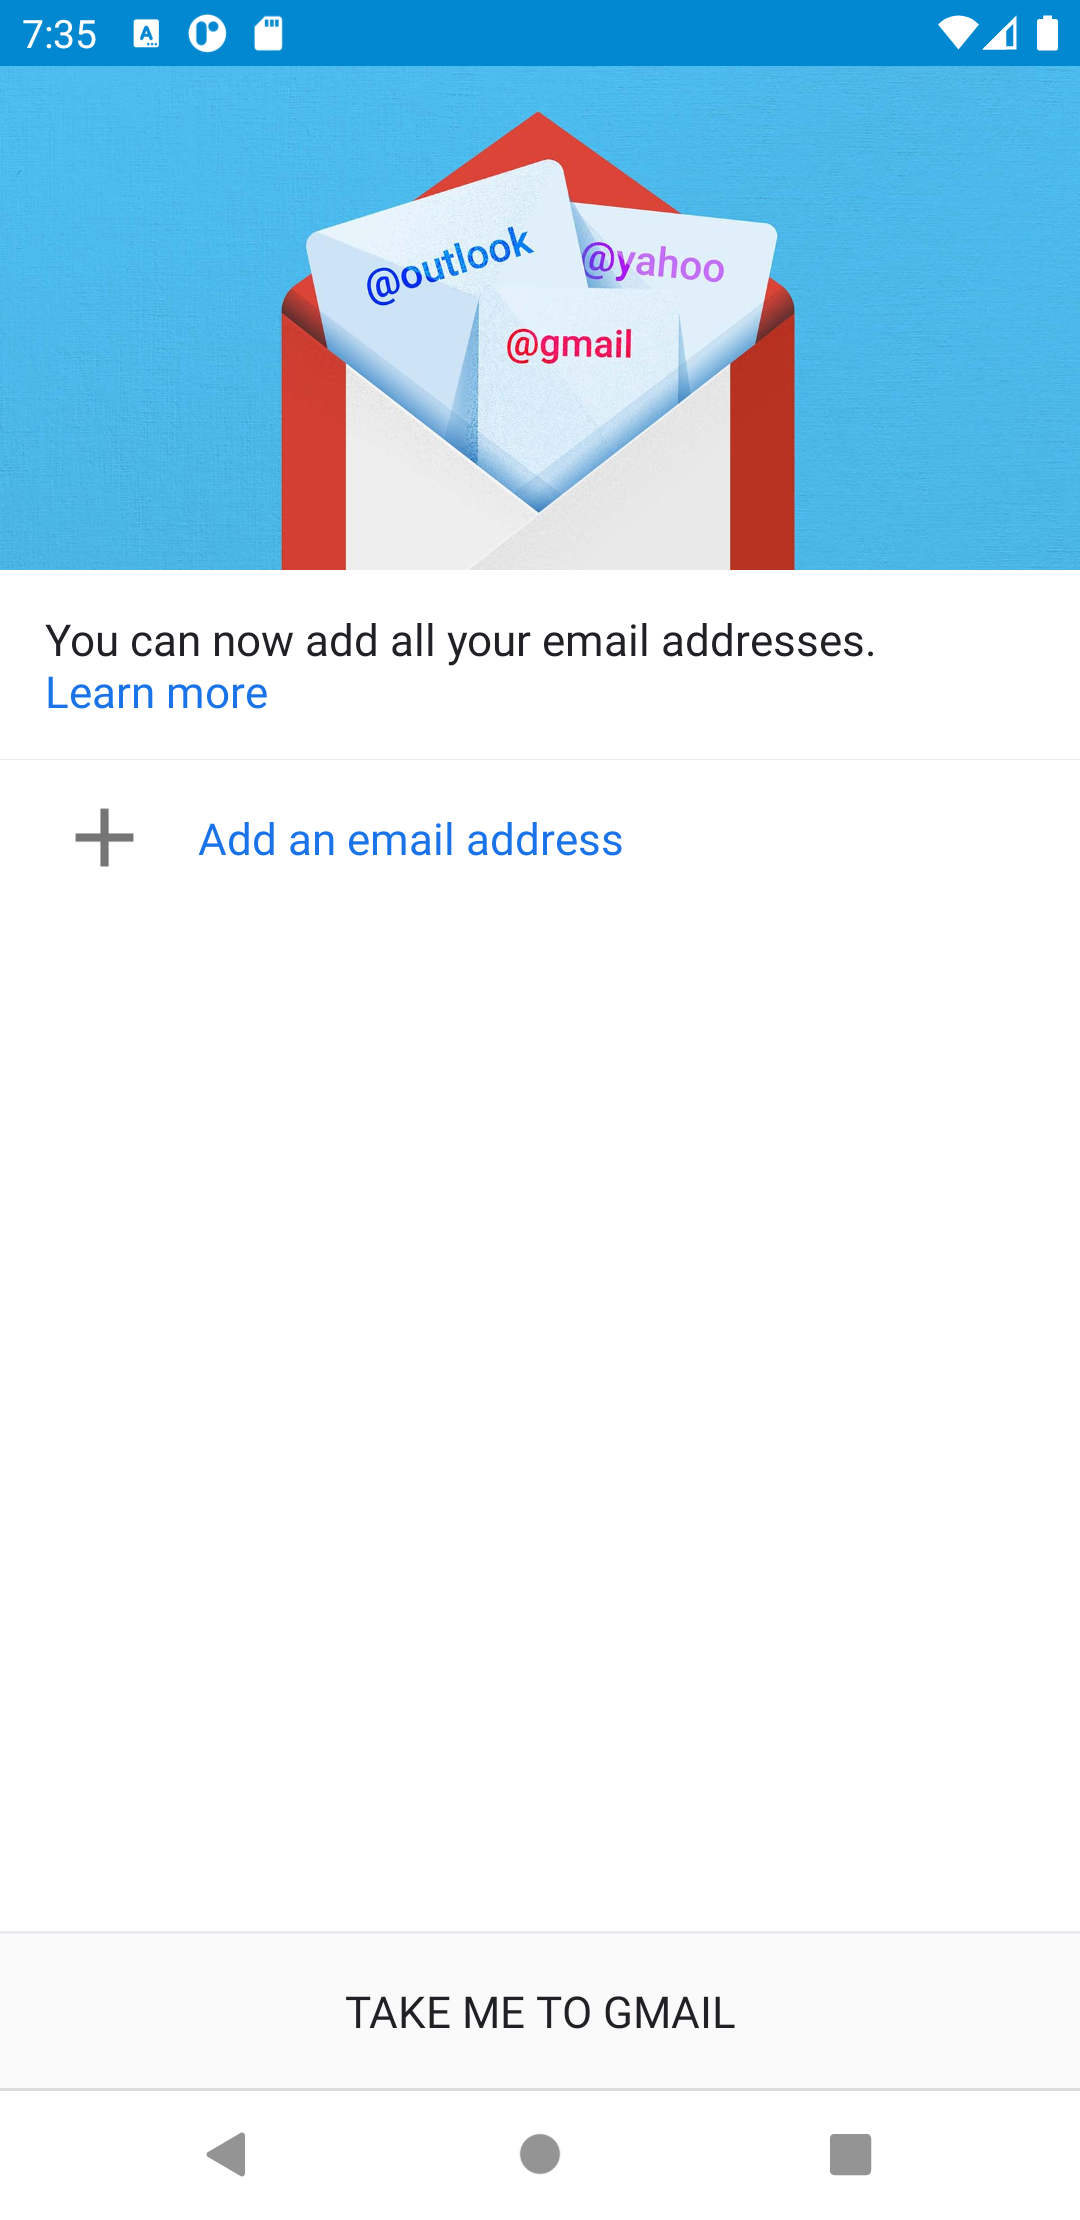 7:35
@outlook
@yahoo
@gmail
You can now add all your email addresses.
Learn more
Add an email address
TAKE ME TO GMAIL